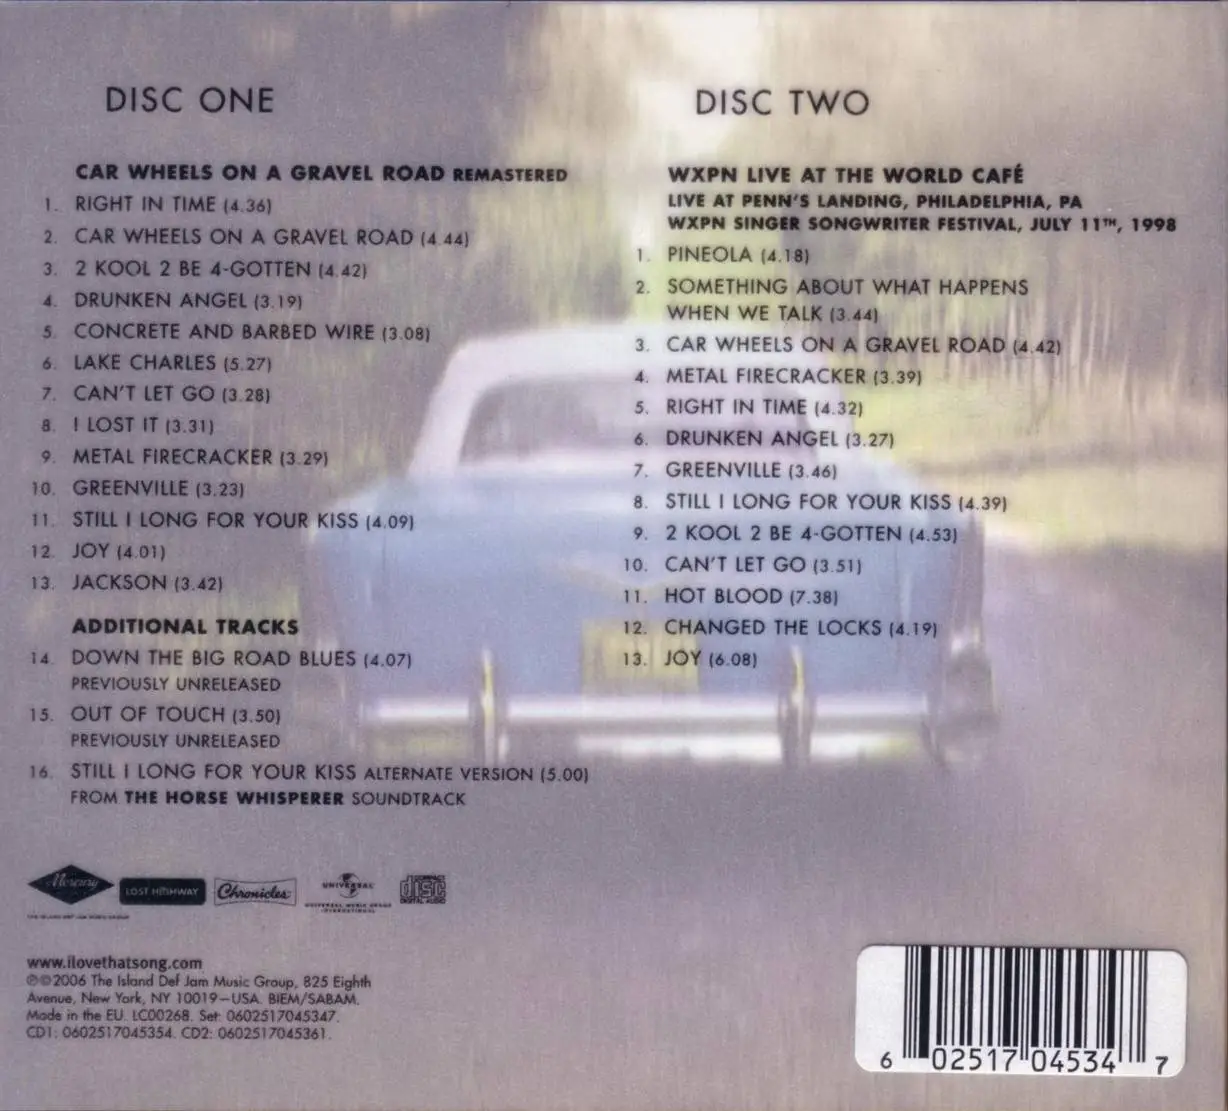 DISC ONE
CAR WHEELS ON A GRAVEL ROAD REMASTERED
1. RIGHT IN TIME (4.36)
2. CAR WHEELS ON A GRAVEL ROAD (4.44)
3. 2 KOOL 2 BE 4-GOTTEN (4.42)
4. DRUNKEN ANGEL (3.19)
5. CONCRETE AND BARBED WIRE (3.08)
6. LAKE CHARLES (5.27)
7. CAN'T LET GO (3.28)
8. I LOST IT (3.31)
9. METAL FIRECRACKER (3.29)
10. GREENVILLE (3.23)
11. STILL I LONG FOR YOUR KISS (4.09)
12. JOY (4.01)
13. JACKSON (3.42)
ADDITIONAL TRACKS
14. DOWN THE BIG ROAD BLUES (4.07)
PREVIOUSLY UNRELEASED
15. OUT OF TOUCH (3.50)
PREVIOUSLY UNRELEASED
16. STILL I LONG FOR YOUR KISS ALTERNATE VERSION (5.00)
FROM THE HORSE WHISPERER SOUNDTRACK
DISC TWO
WXPN LIVE AT THE WORLD CAFÉ
LIVE AT PENN'S LANDING, PHILADELPHIA, PA
WXPN SINGER SONGWRITER FESTIVAL, JULY 11TH, 1998
1. PINEOLA (4.18)
2. SOMETHING ABOUT WHAT HAPPENS
WHEN WE TALK (3.44)
3. CAR WHEELS ON A GRAVEL ROAD (4.42)
4. METAL FIRECRACKER (3.39)
5. RIGHT IN TIME (4.32)
6. DRUNKEN ANGEL (3.27)
7. GREENVILLE (3.46)
8. STILL I LONG FOR YOUR KISS (4.39)
9. 2 KOOL 2 BE 4-GOTTEN (4.53)
10. CAN'T LET GO (3.51)
11. HOT BLOOD (7.38)
12. CHANGED THE LOCKS (4.19)
13. JOY (6.08)
Mercury
LOST HIGHWAY
Chronicles
UNIVERSAL
UNIVERSAL MUSIC GROUP
INTERNATIONAL
COMPACT
disc
DIGITAL AUDIO
THE ISLAND DEF JAM MUSIC GROUP
www.ilovethatsong.com
℗©2006 The Island Def Jam Music Group, 825 Eighth
Avenue, New York, NY 10019–USA. BIEM/SABAM.
Made in the EU. LC00268. Set: 0602517045347.
CD1: 0602517045354. CD2: 0602517045361.
6 02517 04534 7